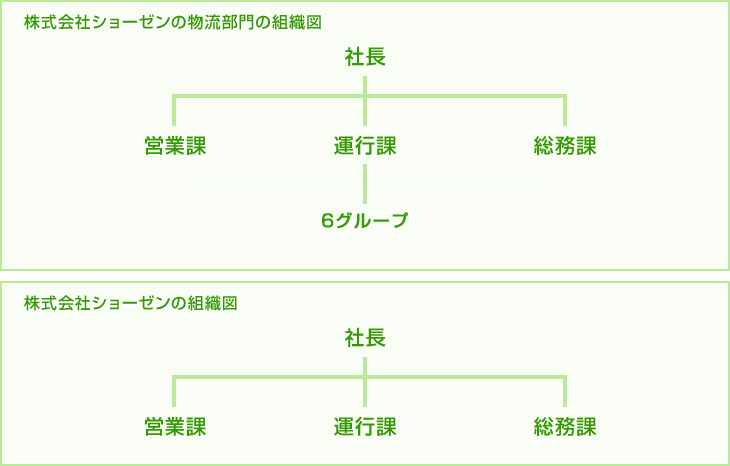 株式会社ショーゼンの物流部門の組織図
社長
営業課 運行課 総務課
6グループ
株式会社ショーゼンの組織図
社長
営業課 運行課 総務課